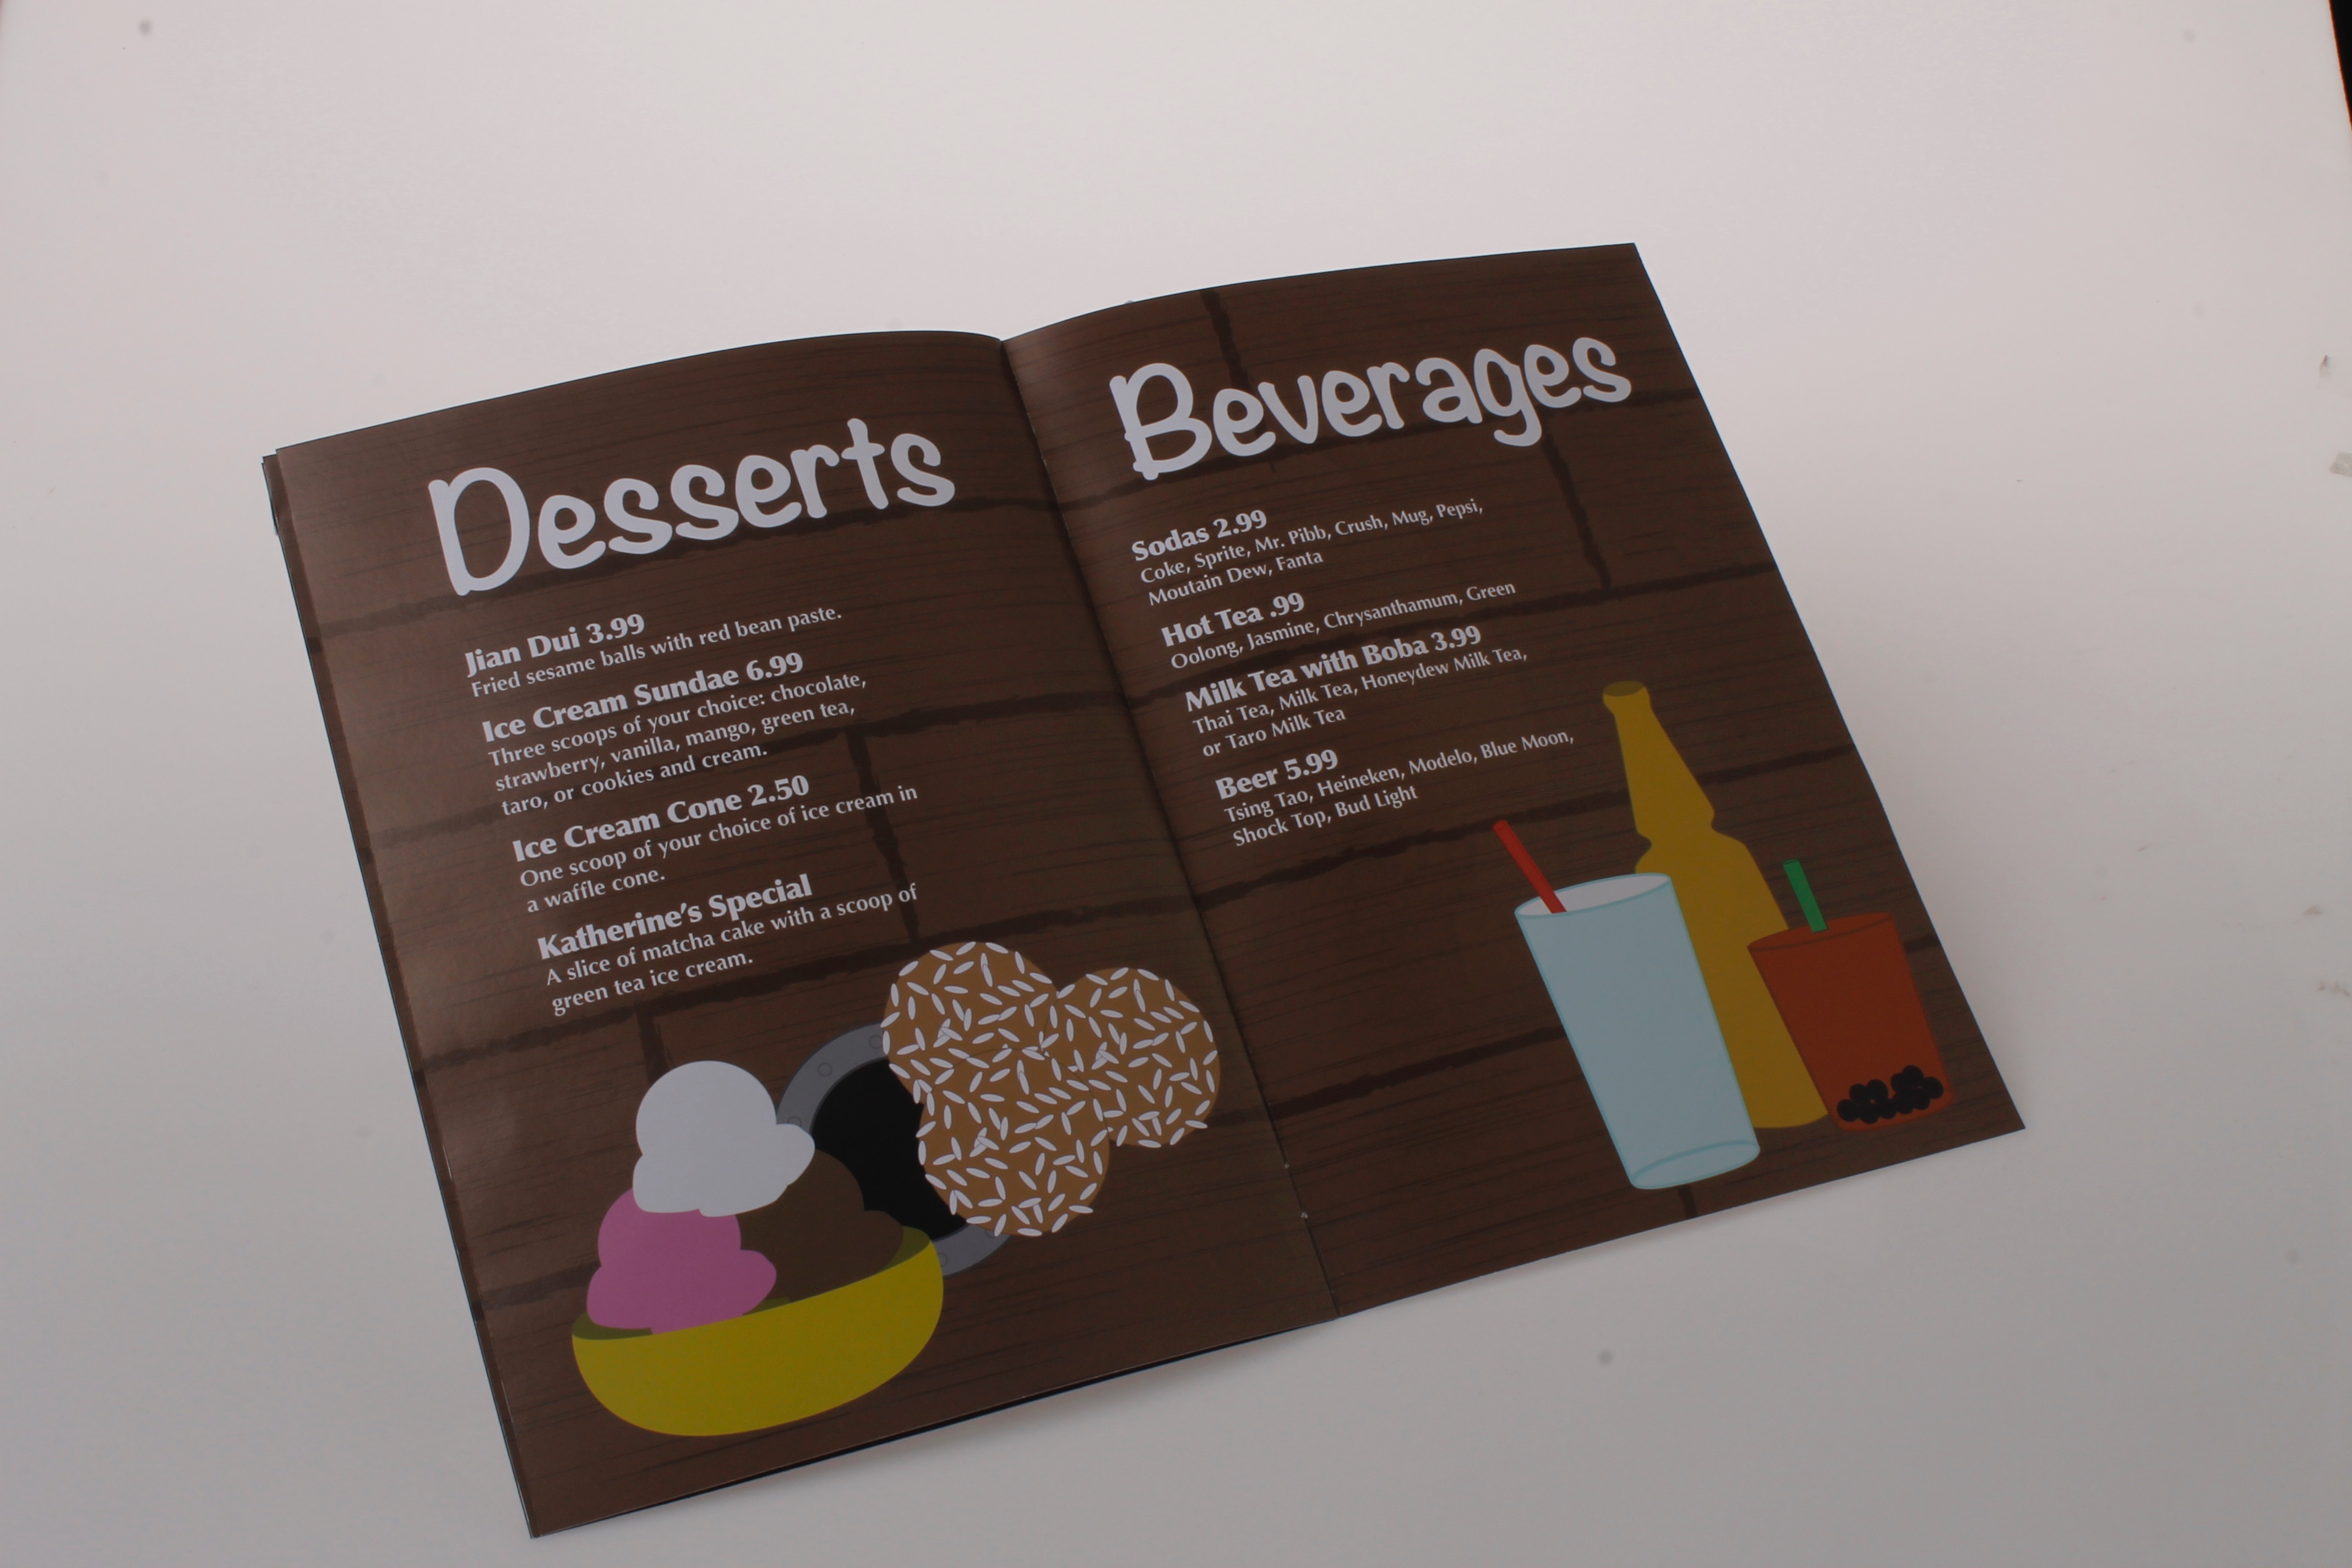 Desserts
Jian Dui 3.99
Fried sesame balls with red bean paste.
Ice Cream Sundae 6.99
Three scoops of your choice: chocolate,
strawberry, vanilla, mango, green tea,
taro, or cookies and cream.
Ice Cream Cone 2.50
One scoop of your choice of ice cream in
a waffle cone.
Katherine's Special
A slice of matcha cake with a scoop of
green tea ice cream.
Beverages
Sodas 2.99
Coke, Sprite, Mr. Pibb, Crush, Mug, Pepsi,
Moutain Dew, Fanta
Hot Tea .99
Oolong, Jasmine, Chrysanthamum, Green
Milk Tea with Boba 3.99
Thai Tea, Milk Tea, Honeydew Milk Tea,
or Taro Milk Tea
Beer 5.99
Tsing Tao, Heineken, Modelo, Blue Moon,
Shock Top, Bud Light